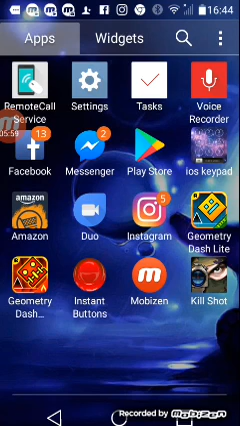 16:44
Apps Widgets
RemoteCall Service
Settings
Tasks
Voice Recorder
05:59
13
2
Facebook
Messenger
Play Store
ios keypad
amazon
5
Amazon
Duo
Instagram
Geometry Dash Lite
Geometry Dash...
Instant Buttons
Mobizen
Kill Shot
Recorded by Mobizen